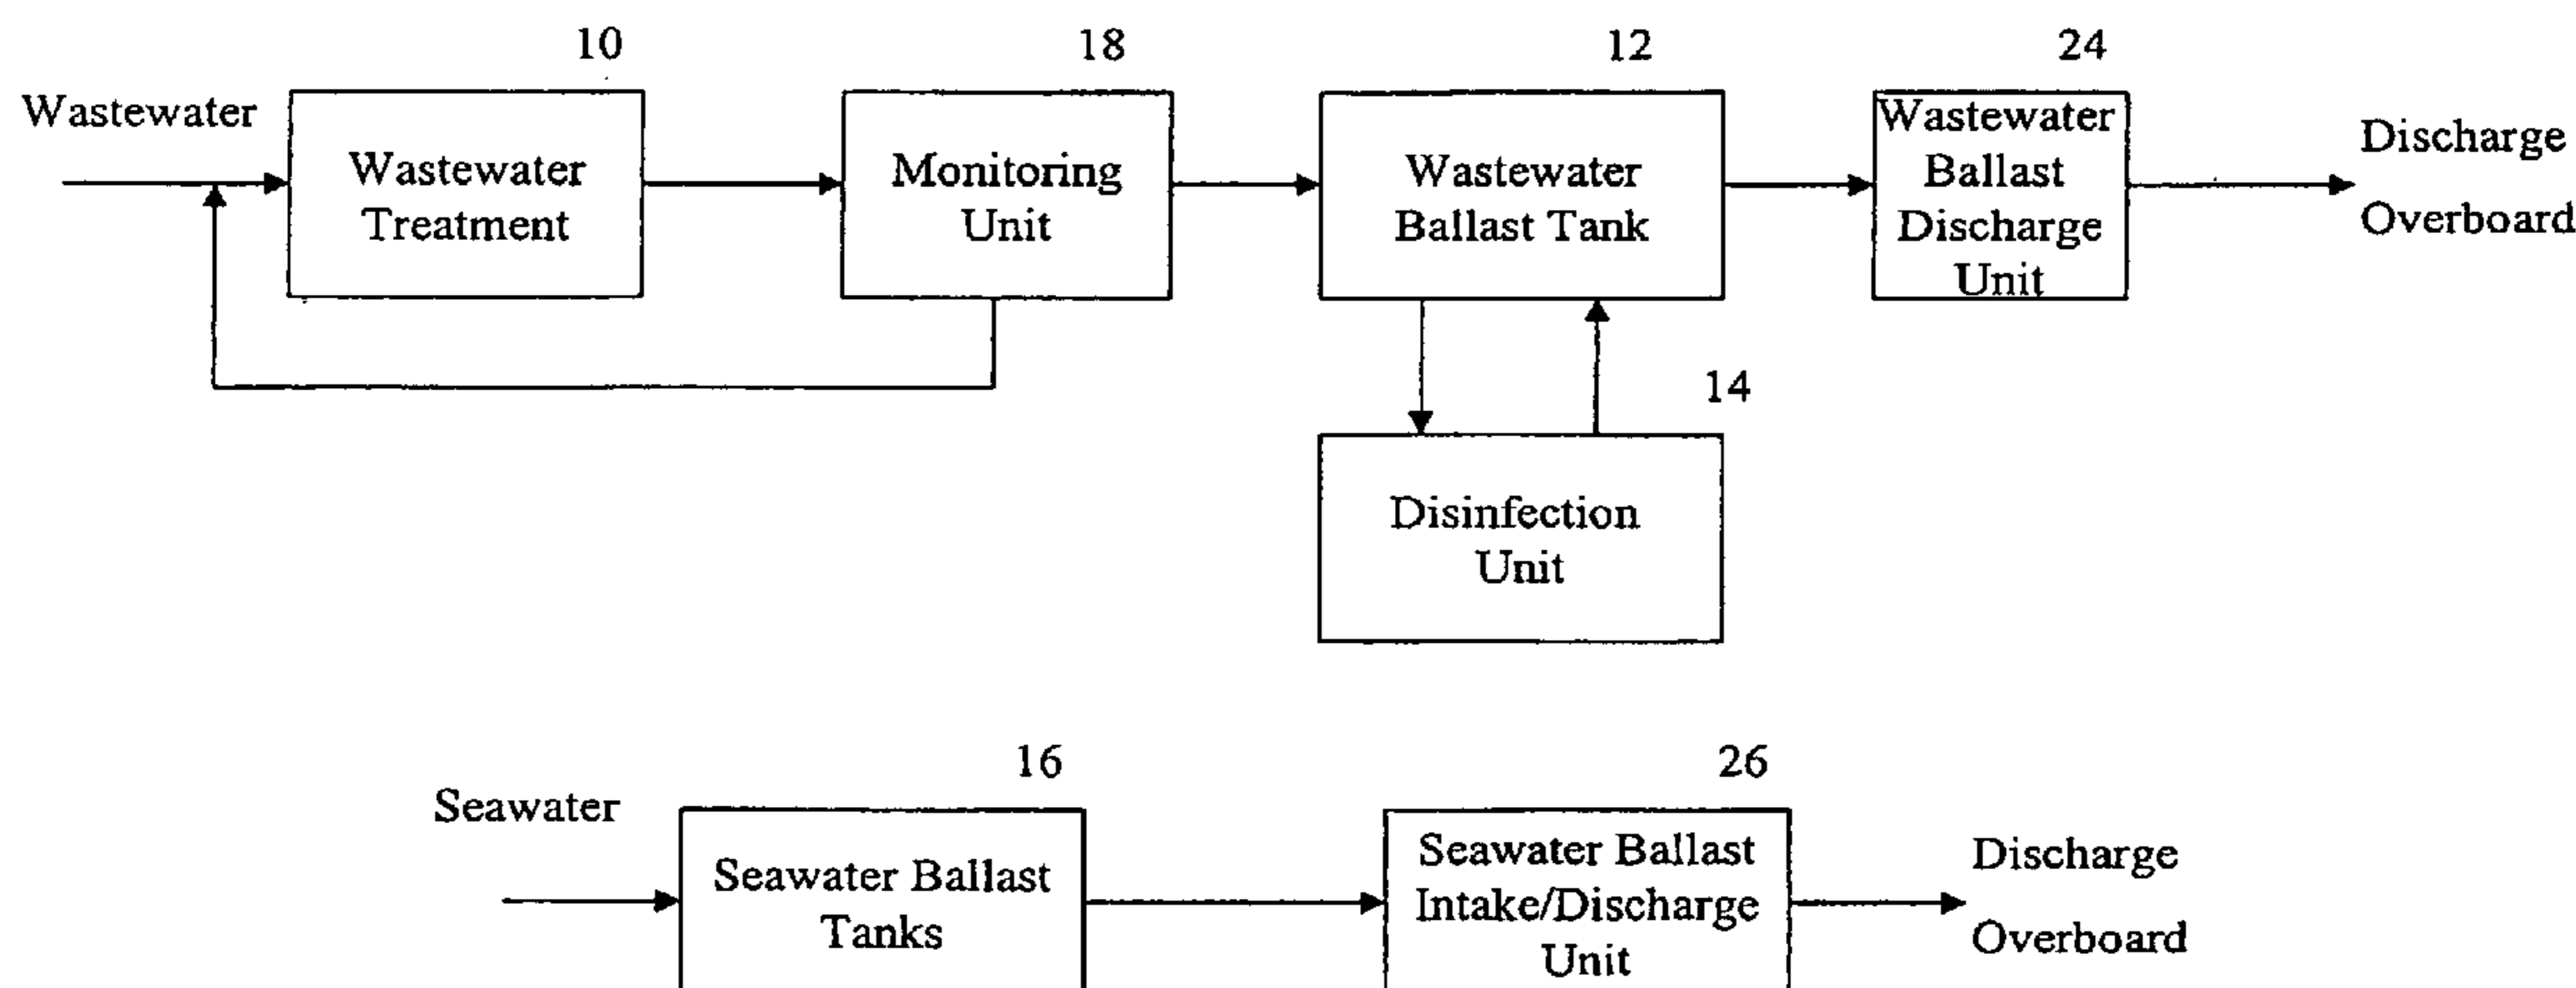 10
18
12
24
Wastewater
Wastewater
Treatment
Monitoring
Unit
Wastewater
Ballast Tank
Wastewater
Ballast
Discharge
Unit
Discharge
Overboard
14
Disinfection
Unit
16
26
Seawater
Seawater Ballast
Tanks
Seawater Ballast
Intake/Discharge
Unit
Discharge
Overboard